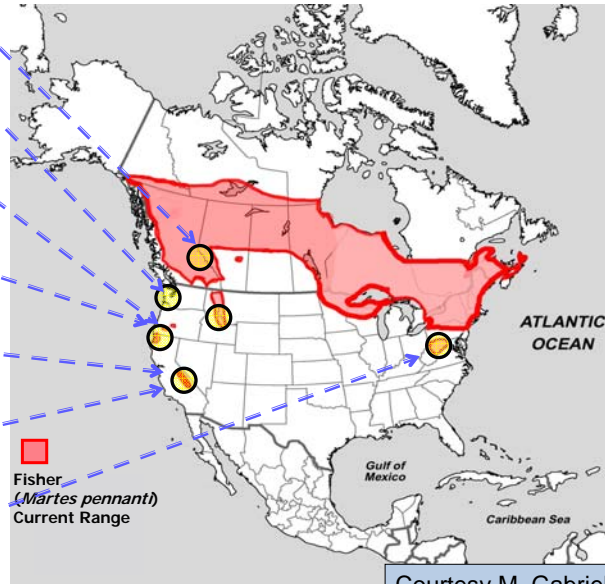 ATLANTIC
OCEAN
Gulf of
Mexico
Caribbean Sea
Fisher
(Martes pennanti)
Current Range
Courtesy M. Gabrie